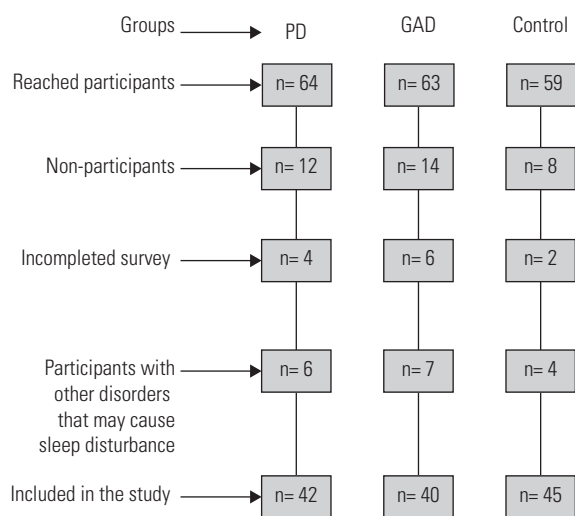 Groups PD GAD Control
Reached participants n= 64 n= 63 n= 59
Non-participants n= 12 n= 14 n= 8
Incompleted survey n= 4 n= 6 n= 2
Participants with n= 6 n= 7 n= 4
other disorders
that may cause
sleep disturbance
Included in the study n= 42 n= 40 n= 45